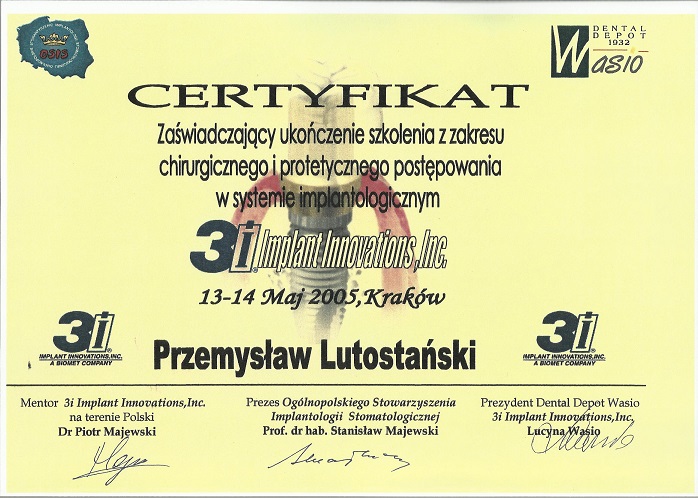 OSIS
DENTAL
DEPOT
1932
Wasio
CERTYFIKAT
Zaświadczający ukończenie szkolenia z zakresu
chirurgicznego i protetycznego postępowania
w systemie implantologicznym
3i Implant Innovations,Inc.
13-14 Maj 2005,Kraków
3i
IMPLANT INNOVATIONS,INC.
A BIOMET COMPANY
Przemysław Lutostański
3i
IMPLANT INNOVATIONS,INC.
A BIOMET COMPANY
Mentor 3i Implant Innovations,Inc.
na terenie Polski
Dr Piotr Majewski
Prezes Ogólnopolskiego Stowarzyszenia
Implantologii Stomatologicznej
Prof. dr hab. Stanisław Majewski
Prezydent Dental Depot Wasio
3i Implant Innovations,Inc,
Lucyna Wasio